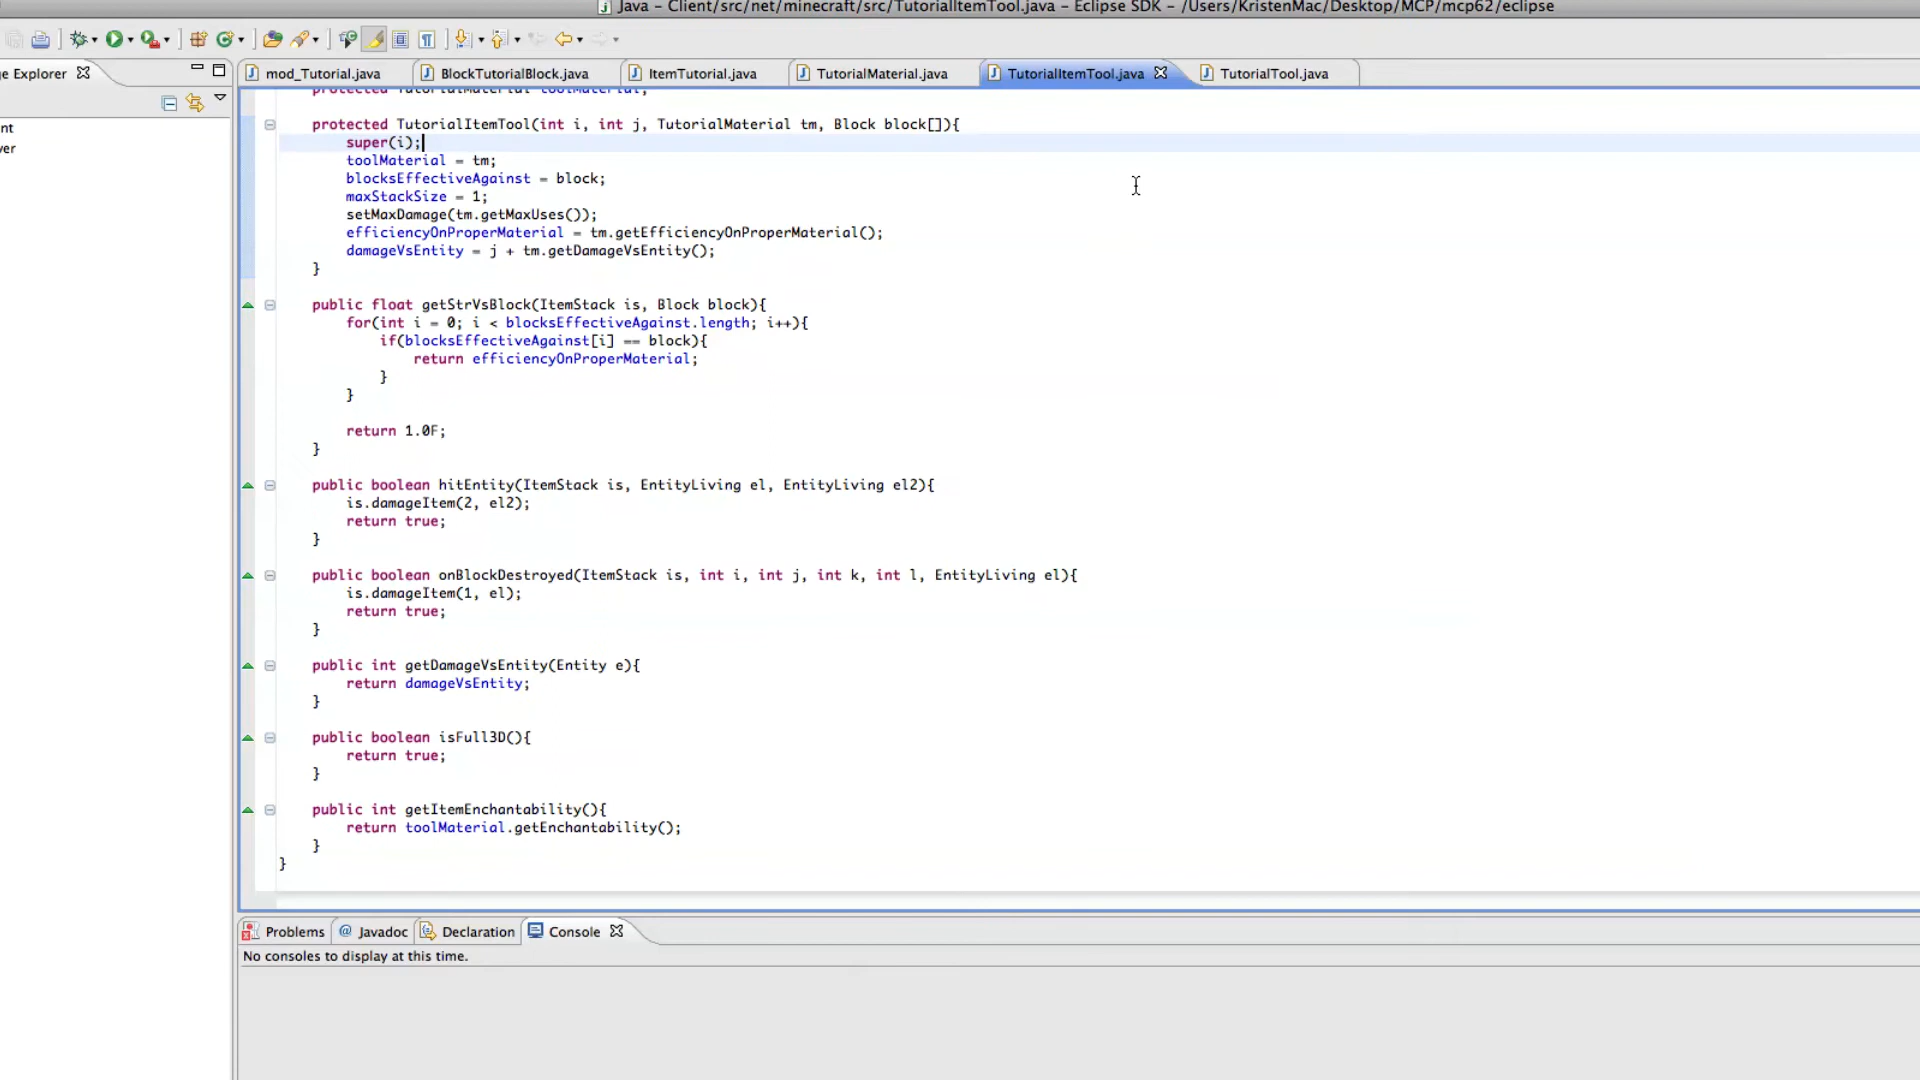 Java – Client/src/net/minecraft/src/TutorialItemTool.java – Eclipse SDK – /Users/KristenMac/Desktop/MCP/mcp62/eclipse
ge Explorer
mod_Tutorial.java BlockTutorialBlock.java ItemTutorial.java TutorialMaterial.java TutorialItemTool.java TutorialTool.java
nt
ver
protected TutorialMaterial toolMaterial;
protected TutorialItemTool(int i, int j, TutorialMaterial tm, Block block[]){
super(i);
toolMaterial = tm;
blocksEffectiveAgainst = block;
maxStackSize = 1;
setMaxDamage(tm.getMaxUses());
efficiencyOnProperMaterial = tm.getEfficiencyOnProperMaterial();
damageVsEntity = j + tm.getDamageVsEntity();
}
public float getStrVsBlock(ItemStack is, Block block){
for(int i = 0; i < blocksEffectiveAgainst.length; i++){
if(blocksEffectiveAgainst[i] == block){
return efficiencyOnProperMaterial;
}
}
return 1.0F;
}
public boolean hitEntity(ItemStack is, EntityLiving el, EntityLiving el2){
is.damageItem(2, el2);
return true;
}
public boolean onBlockDestroyed(ItemStack is, int i, int j, int k, int l, EntityLiving el){
is.damageItem(1, el);
return true;
}
public int getDamageVsEntity(Entity e){
return damageVsEntity;
}
public boolean isFull3D(){
return true;
}
public int getItemEnchantability(){
return toolMaterial.getEnchantability();
}
}
Problems @ Javadoc Declaration Console
No consoles to display at this time.